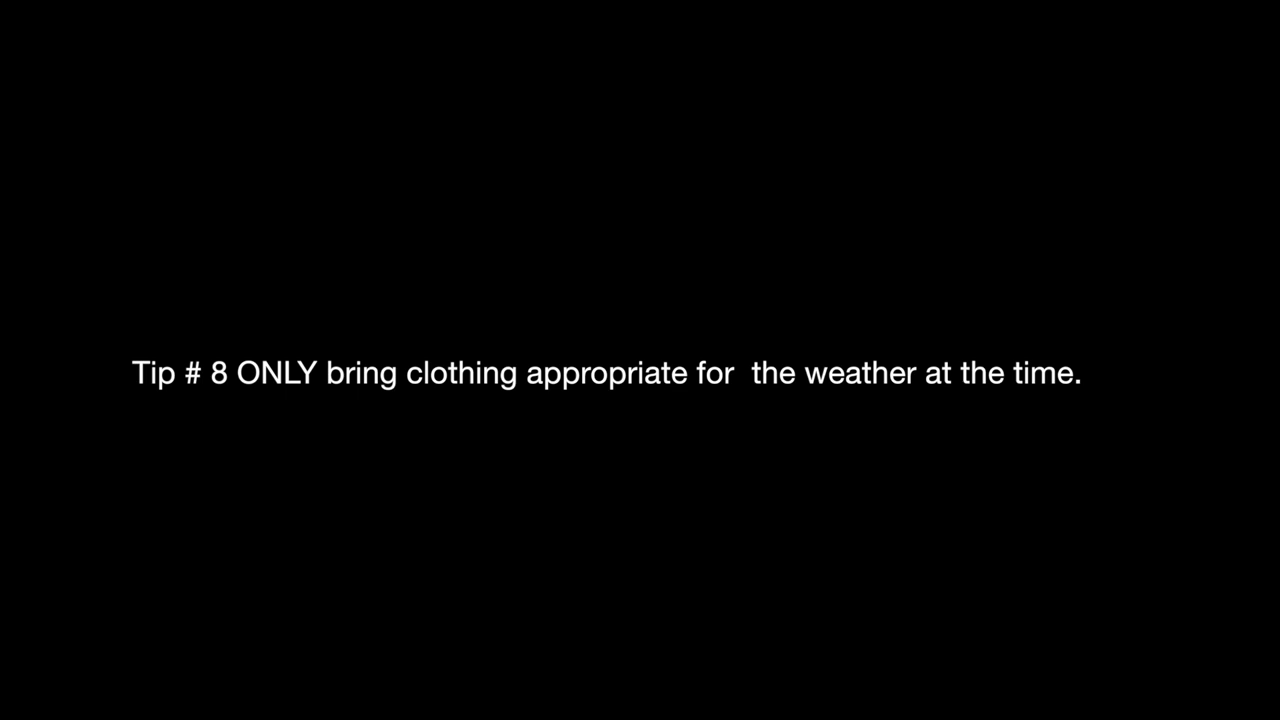 Tip # 8 ONLY bring clothing appropriate for  the weather at the time.